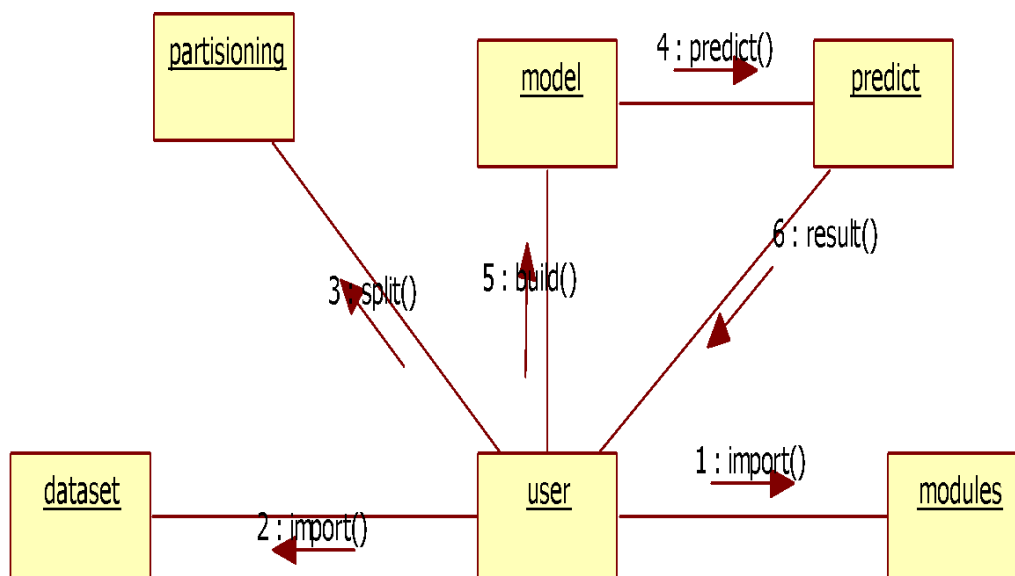 partisioning
model
4 : predict()
predict
6 : result()
3 : split()
5 : build()
dataset
2 : import()
user
1 : import()
modules